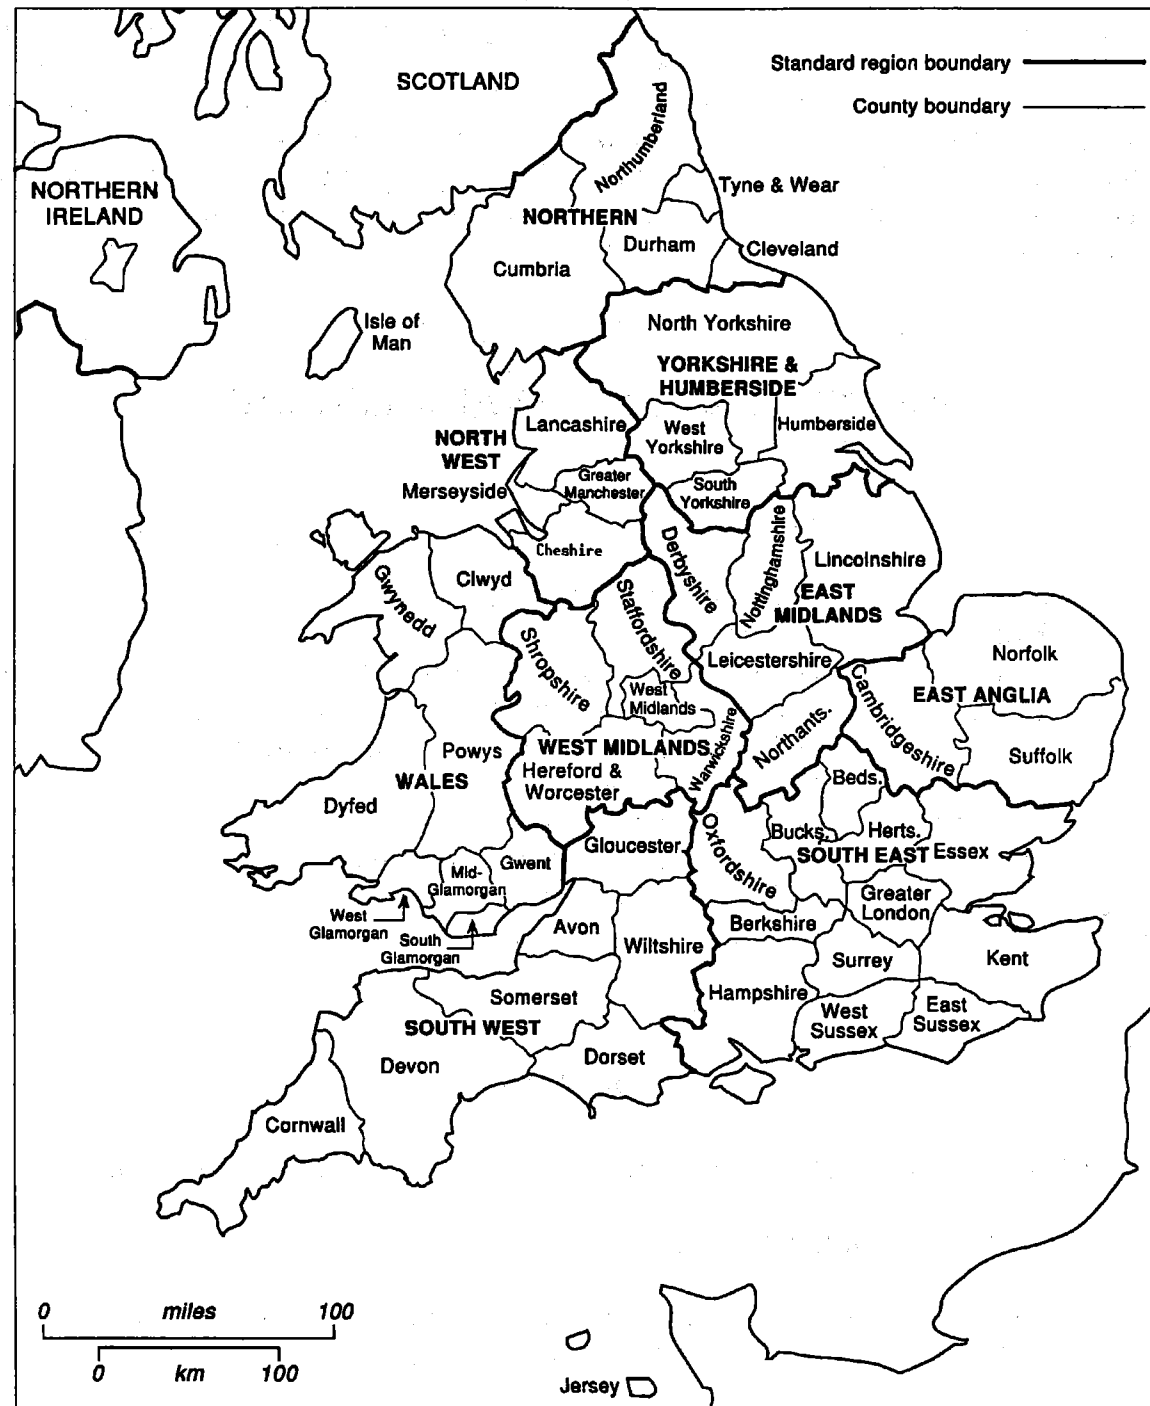 SCOTLAND
Standard region boundary
County boundary
NORTHERN
IRELAND
Northumberland
Tyne & Wear
NORTHERN
Durham
Cleveland
Cumbria
Isle of
Man
North Yorkshire
YORKSHIRE &
HUMBERSIDE
Lancashire
West
Yorkshire
Humberside
NORTH
WEST
Merseyside
Greater
Manchester
South
Yorkshire
Cheshire
Derbyshire
Nottinghamshire
Lincolnshire
EAST
MIDLANDS
Gwynedd
Clwyd
Staffordshire
Shropshire
Leicestershire
Norfolk
EAST ANGLIA
Cambridgeshire
Suffolk
West
Midlands
WEST MIDLANDS
Warwickshire
Northants.
Powys
WALES
Hereford &
Worcester
Dyfed
Beds.
Bucks.
Herts.
SOUTH EAST
Essex
Oxfordshire
Gloucester
Gwent
Mid-
Glamorgan
West
Glamorgan
South
Glamorgan
Avon
Wiltshire
Berkshire
Greater
London
Surrey
Kent
Hampshire
West
Sussex
East
Sussex
Somerset
SOUTH WEST
Devon
Dorset
Cornwall
0 miles 100
0 km 100
Jersey